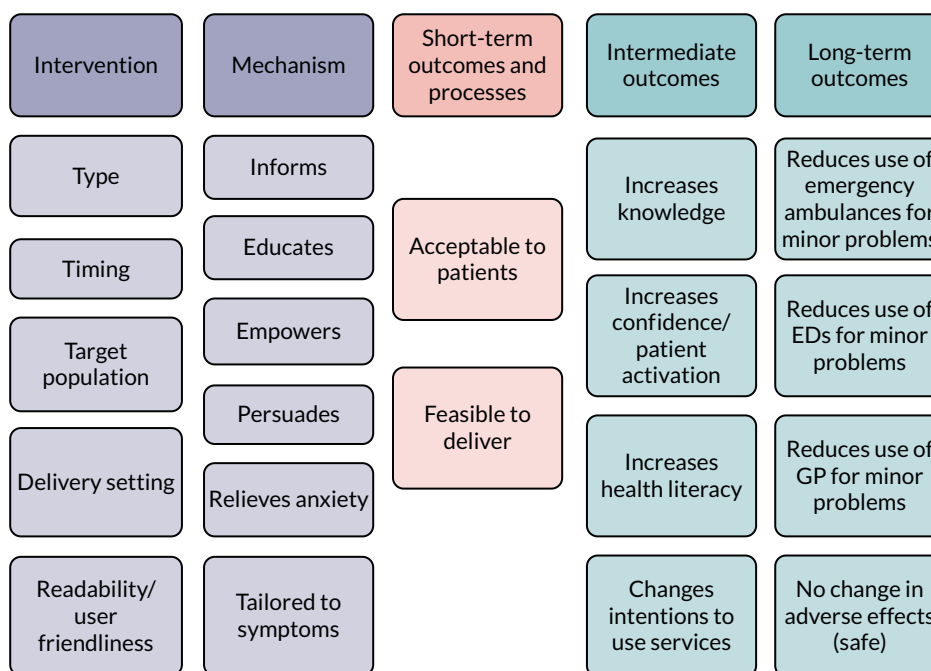 Intervention
Mechanism
Short-term
outcomes and
processes
Intermediate
outcomes
Long-term
outcomes
Type
Timing
Target
population
Delivery setting
Readability/
user
friendliness
Informs
Educates
Empowers
Persuades
Relieves anxiety
Tailored to
symptoms
Acceptable to
patients
Feasible to
deliver
Increases
knowledge
Increases
confidence/
patient
activation
Increases
health literacy
Changes
intentions to
use services
Reduces use of
emergency
ambulances for
minor problems
Reduces use of
EDs for minor
problems
Reduces use of
GP for minor
problems
No change in
adverse effects
(safe)